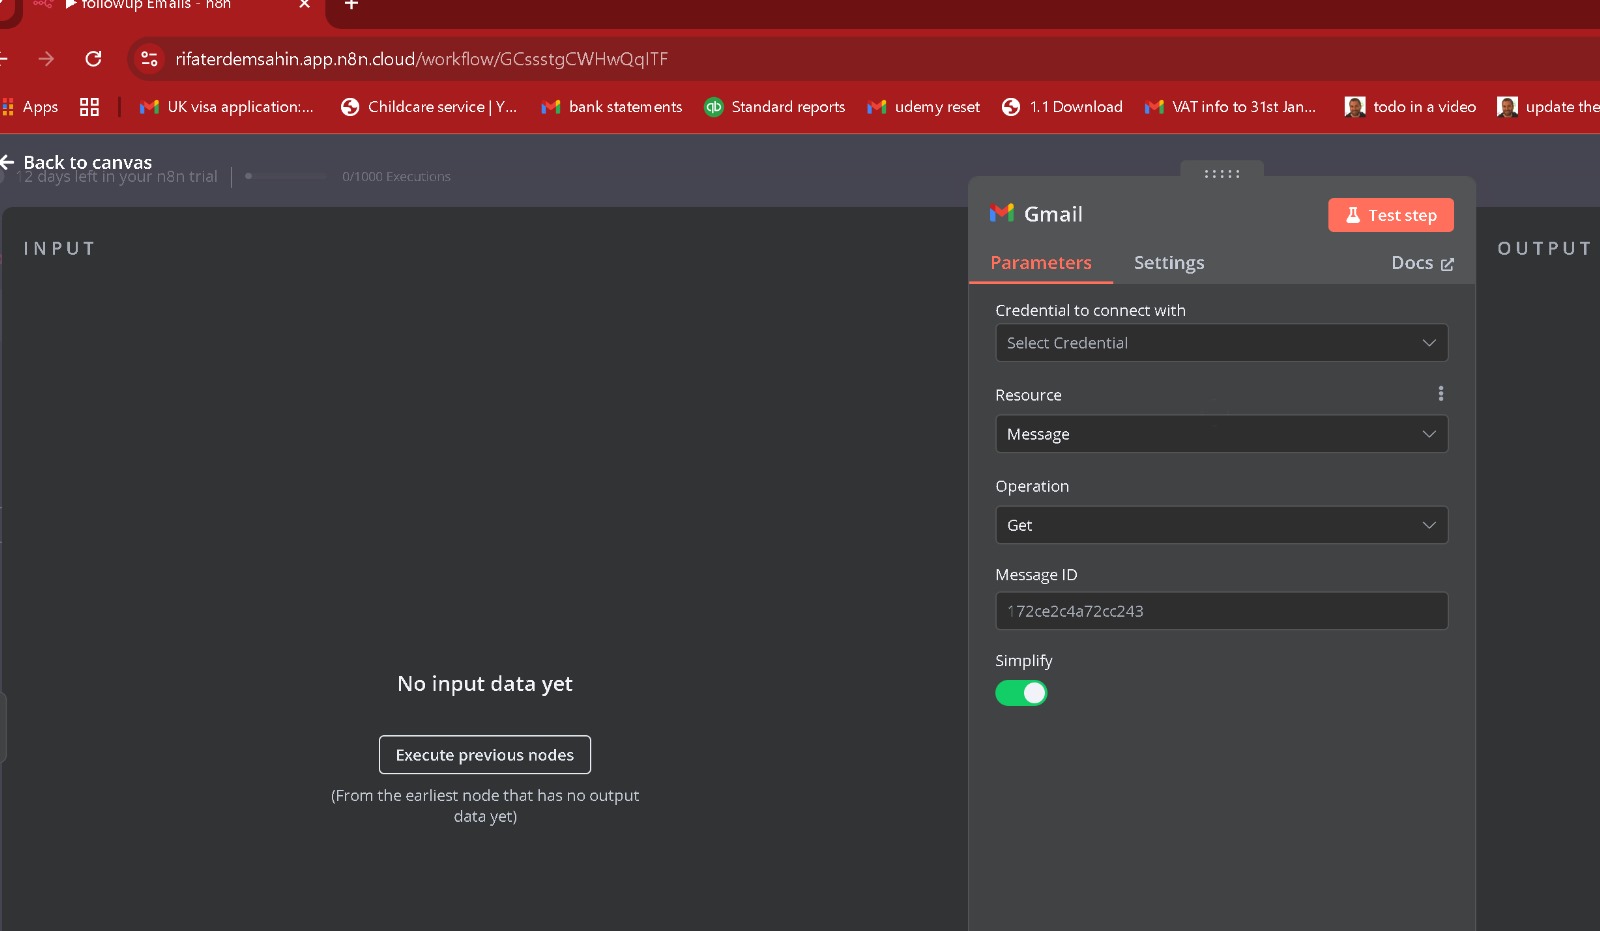 followup Emails - n8n
rifaterdemsahin.app.n8n.cloud/workflow/GCssstgCWHwQqITF
Apps UK visa application:... Childcare service | Y... bank statements Standard reports udemy reset 1.1 Download VAT info to 31st Jan... todo in a video update the
Back to canvas
12 days left in your n8n trial 0/1000 Executions
Gmail Test step
INPUT
OUTPUT
Parameters Settings Docs
Credential to connect with
Select Credential
Resource
Message
Operation
Get
Message ID
172ce2c4a72cc243
Simplify
No input data yet
Execute previous nodes
(From the earliest node that has no output
data yet)